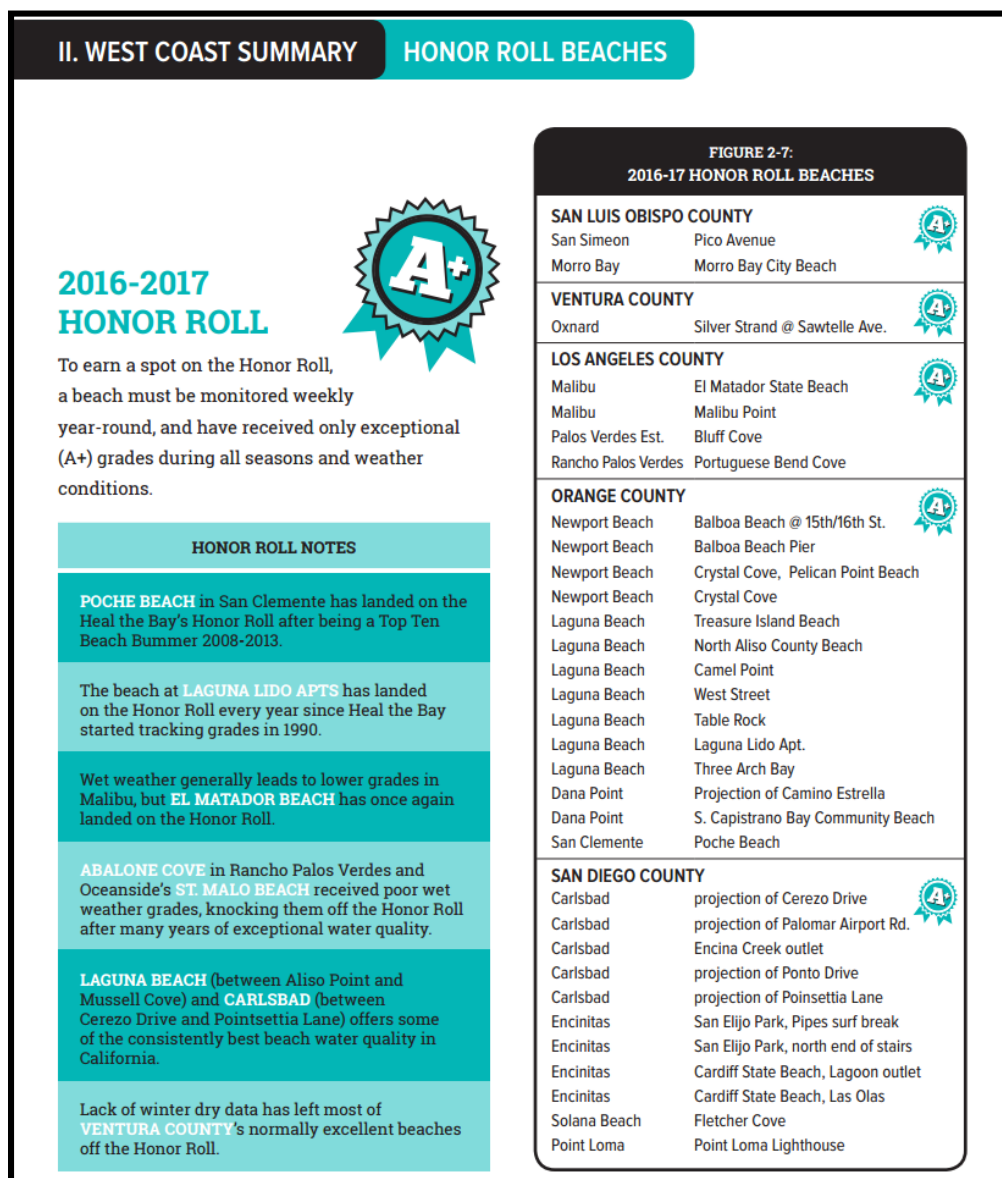 II. WEST COAST SUMMARY HONOR ROLL BEACHES
A+
2016-2017
HONOR ROLL
To earn a spot on the Honor Roll,
a beach must be monitored weekly
year-round, and have received only exceptional
(A+) grades during all seasons and weather
conditions.
HONOR ROLL NOTES
POCHE BEACH in San Clemente has landed on the
Heal the Bay's Honor Roll after being a Top Ten
Beach Bummer 2008-2013.
The beach at LAGUNA LIDO APTS has landed
on the Honor Roll every year since Heal the Bay
started tracking grades in 1990.
Wet weather generally leads to lower grades in
Malibu, but EL MATADOR BEACH has once again
landed on the Honor Roll.
ABALONE COVE in Rancho Palos Verdes and
Oceanside's ST. MALO BEACH received poor wet
weather grades, knocking them off the Honor Roll
after many years of exceptional water quality.
LAGUNA BEACH (between Aliso Point and
Mussell Cove) and CARLSBAD (between
Cerezo Drive and Pointsettia Lane) offers some
of the consistently best beach water quality in
California.
Lack of winter dry data has left most of
VENTURA COUNTY's normally excellent beaches
off the Honor Roll.
FIGURE 2-7:
2016-17 HONOR ROLL BEACHES
SAN LUIS OBISPO COUNTY
A+
San Simeon Pico Avenue
Morro Bay Morro Bay City Beach
VENTURA COUNTY
A+
Oxnard Silver Strand @ Sawtelle Ave.
LOS ANGELES COUNTY
A+
Malibu El Matador State Beach
Malibu Malibu Point
Palos Verdes Est. Bluff Cove
Rancho Palos Verdes Portuguese Bend Cove
ORANGE COUNTY
A+
Newport Beach Balboa Beach @ 15th/16th St.
Newport Beach Balboa Beach Pier
Newport Beach Crystal Cove, Pelican Point Beach
Newport Beach Crystal Cove
Laguna Beach Treasure Island Beach
Laguna Beach North Aliso County Beach
Laguna Beach Camel Point
Laguna Beach West Street
Laguna Beach Table Rock
Laguna Beach Laguna Lido Apt.
Laguna Beach Three Arch Bay
Dana Point Projection of Camino Estrella
Dana Point S. Capistrano Bay Community Beach
San Clemente Poche Beach
SAN DIEGO COUNTY
A+
Carlsbad projection of Cerezo Drive
Carlsbad projection of Palomar Airport Rd.
Carlsbad Encina Creek outlet
Carlsbad projection of Ponto Drive
Carlsbad projection of Poinsettia Lane
Encinitas San Elijo Park, Pipes surf break
Encinitas San Elijo Park, north end of stairs
Encinitas Cardiff State Beach, Lagoon outlet
Encinitas Cardiff State Beach, Las Olas
Solana Beach Fletcher Cove
Point Loma Point Loma Lighthouse